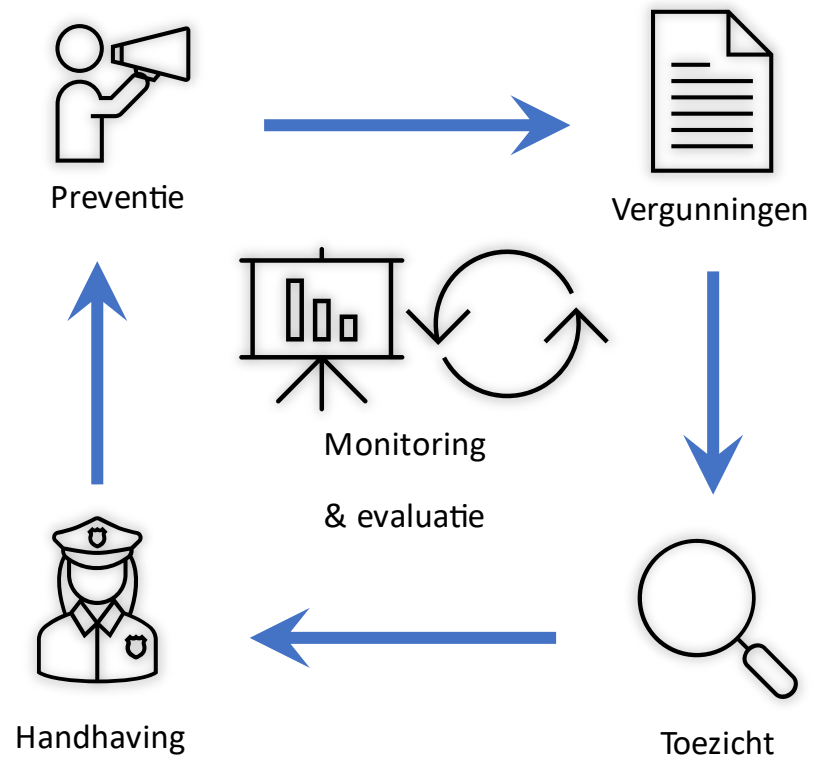 Preventie
Vergunningen
Monitoring
& evaluatie
Handhaving
Toezicht